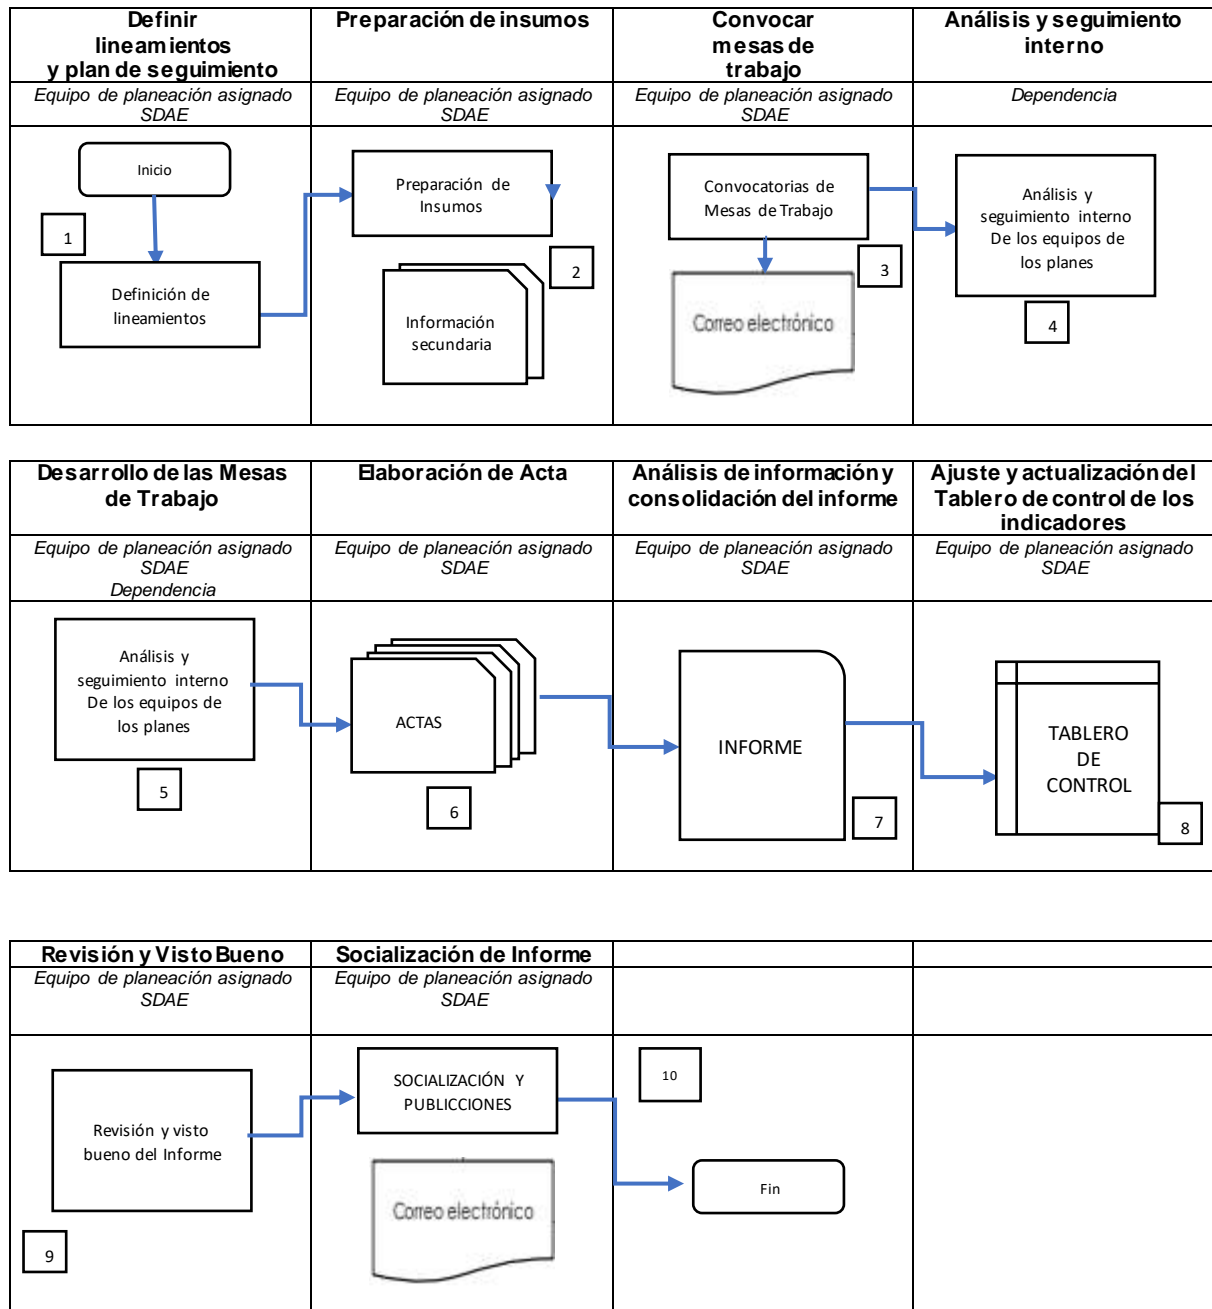 Definir
lineamientos
y plan de seguimiento
Preparación de insumos
Convocar
mesas de
trabajo
Análisis y seguimiento
interno
Equipo de planeación asignado
SDAE
Equipo de planeación asignado
SDAE
Equipo de planeación asignado
SDAE
Dependencia
Inicio
1
Definición de
lineamientos
Preparación de
Insumos
2
Información
secundaria
Convocatorias de
Mesas de Trabajo
3
Correo electrónico
Análisis y
seguimiento interno
De los equipos de
los planes
4
Desarrollo de las Mesas
de Trabajo
Elaboración de Acta
Análisis de información y
consolidación del informe
Ajuste y actualización del
Tablero de control de los
indicadores
Equipo de planeación asignado
SDAE
Dependencia
Equipo de planeación asignado
SDAE
Equipo de planeación asignado
SDAE
Equipo de planeación asignado
SDAE
Análisis y
seguimiento interno
De los equipos de
los planes
5
ACTAS
6
INFORME
7
TABLERO
DE
CONTROL
8
Revisión y Visto Bueno
Socialización de Informe
Equipo de planeación asignado
SDAE
Equipo de planeación asignado
SDAE
Revisión y visto
bueno del Informe
9
SOCIALIZACIÓN Y
PUBLICCIONES
Correo electrónico
10
Fin